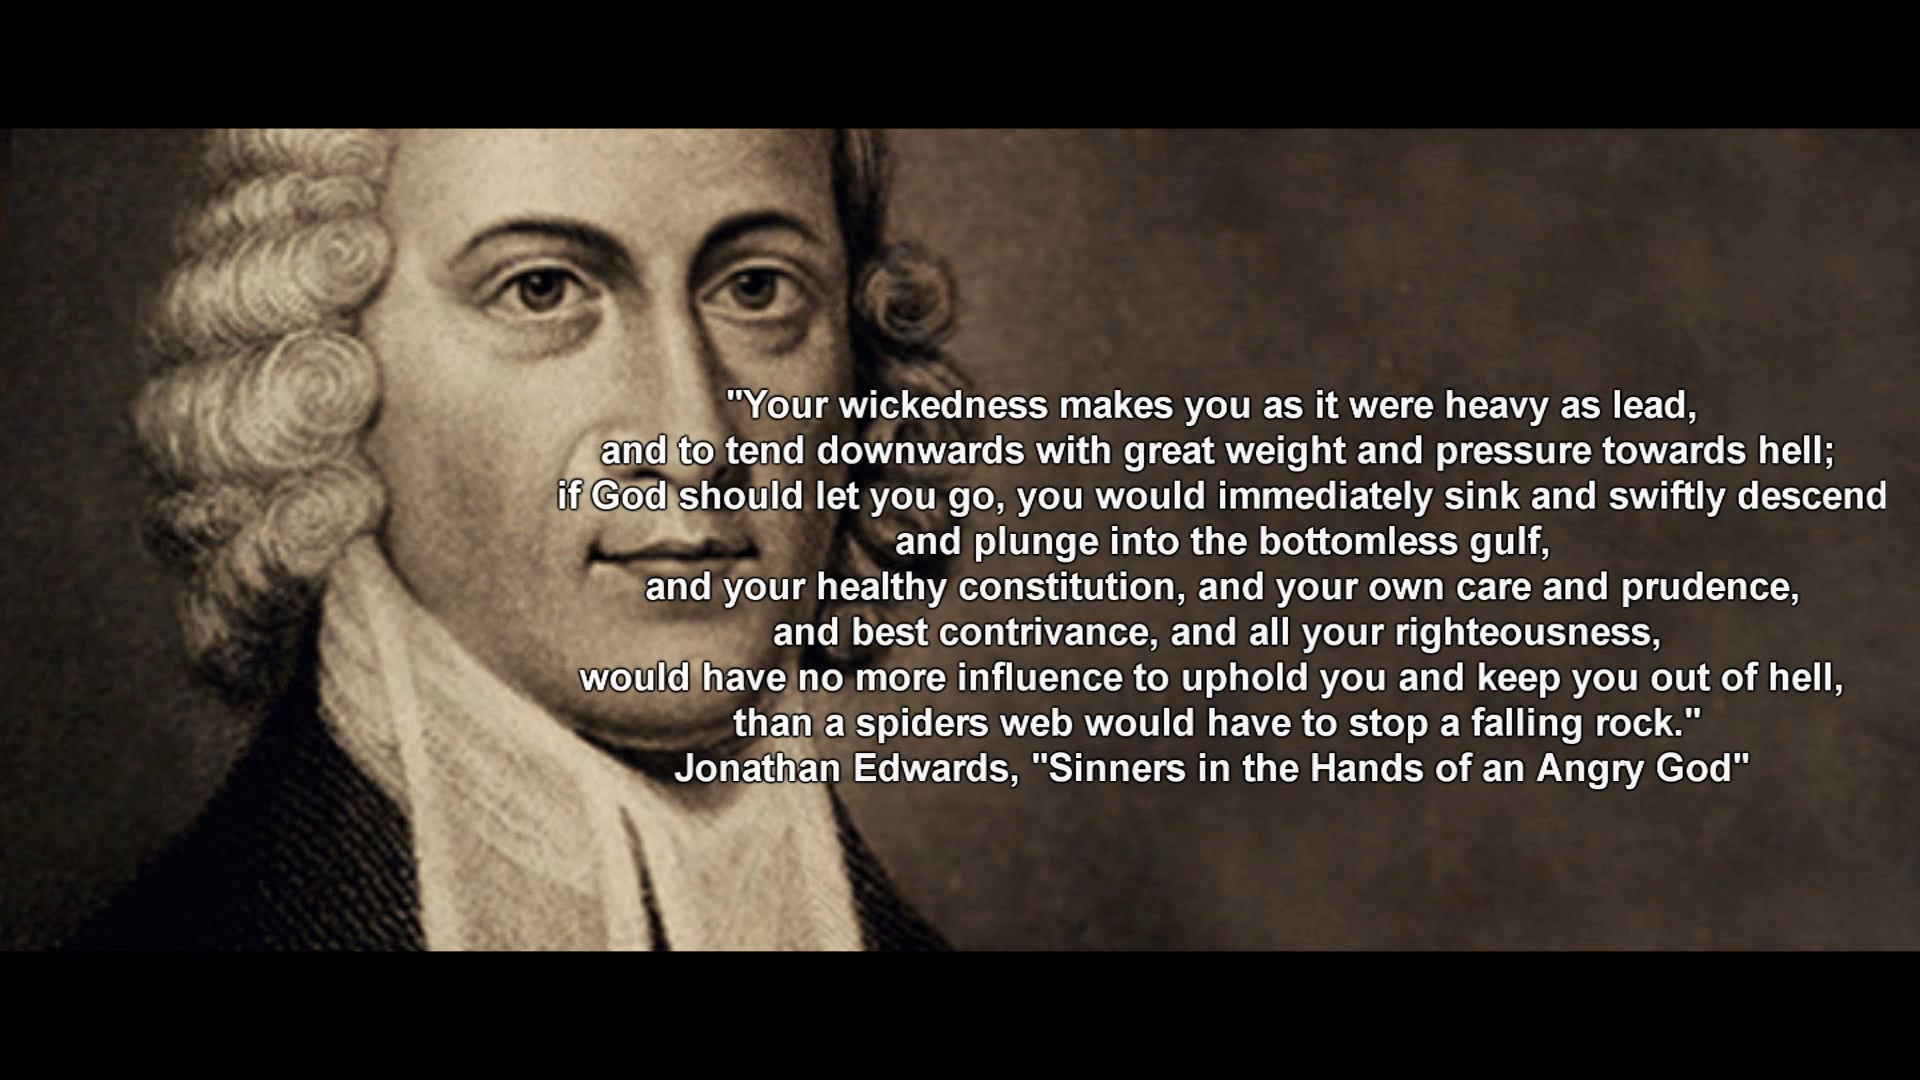 "Your wickedness makes you as it were heavy as lead,
and to tend downwards with great weight and pressure towards hell;
if God should let you go, you would immediately sink and swiftly descend
and plunge into the bottomless gulf,
and your healthy constitution, and your own care and prudence,
and best contrivance, and all your righteousness,
would have no more influence to uphold you and keep you out of hell,
than a spiders web would have to stop a falling rock."
Jonathan Edwards, "Sinners in the Hands of an Angry God"